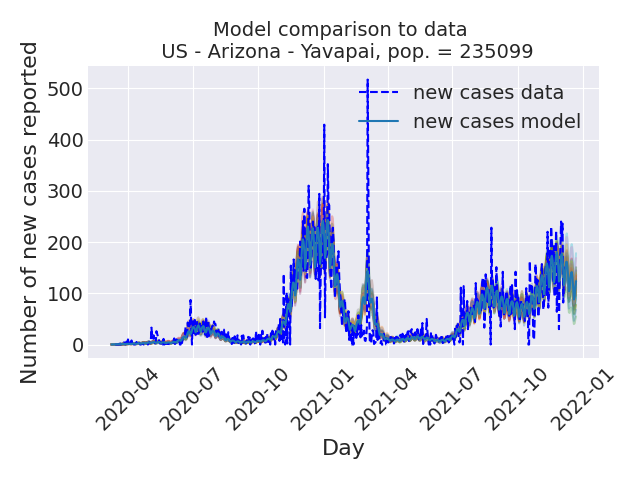 Model comparison to data
US - Arizona - Yavapai, pop. = 235099
new cases data
new cases model
Number of new cases reported
500
400
300
200
100
0
2020-04
2020-07
2020-10
2021-01
2021-04
2021-07
2021-10
2022-01
Day